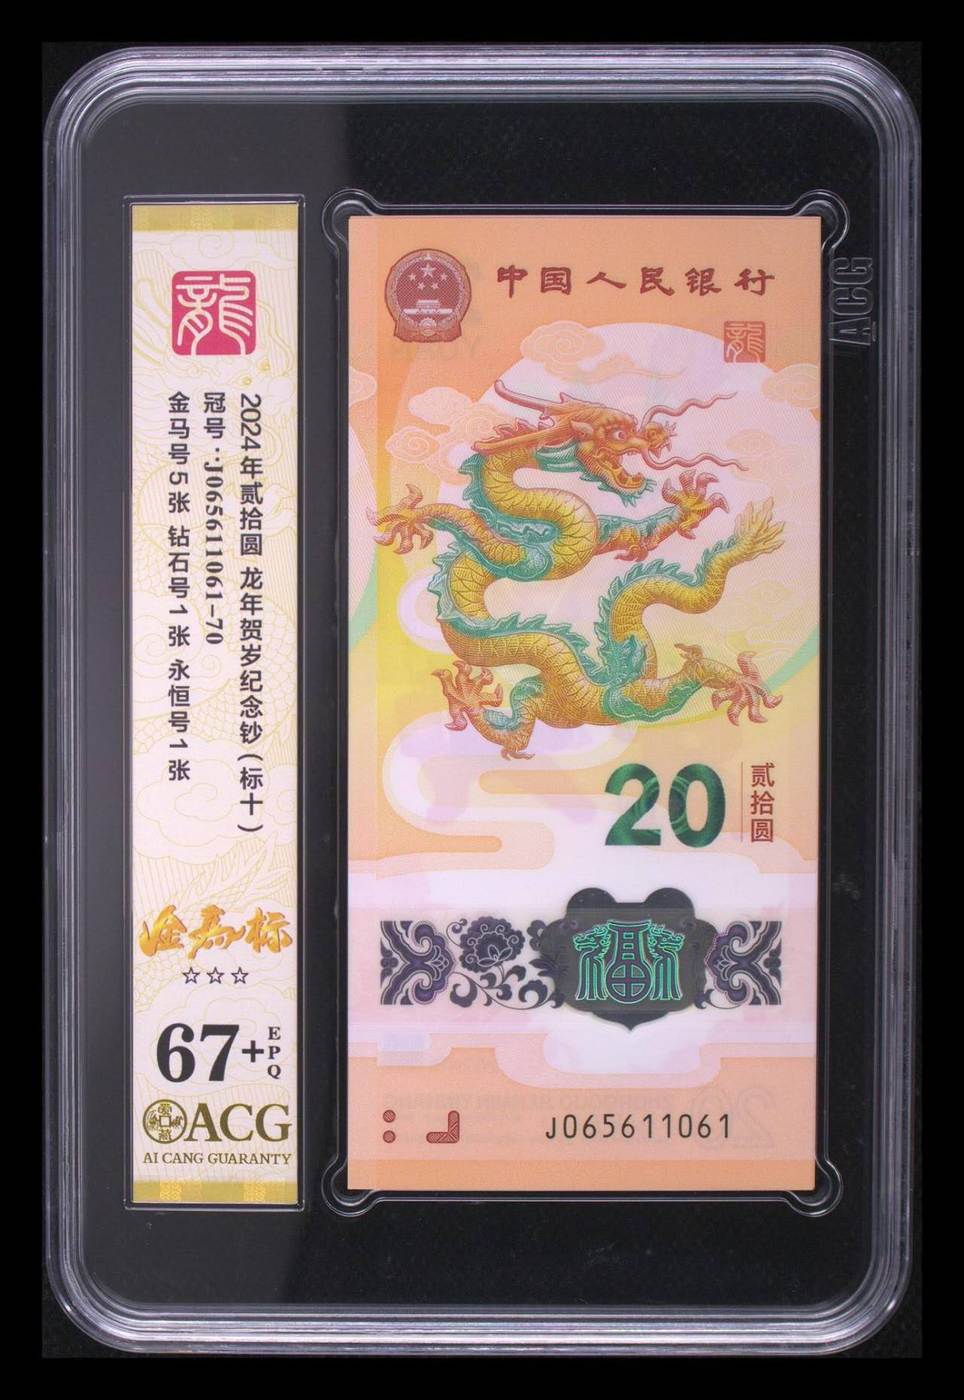 龍
2024年贰拾圆 龙年贺岁纪念钞(标十)
冠号:J065611061-70
金马号5张 钻石号1张 永恒号1张
金标
☆☆☆
67+
EPQ
ACG
AI CANG GUARANTY
中国人民银行
龍
20
贰拾圆
福
J065611061
ACG